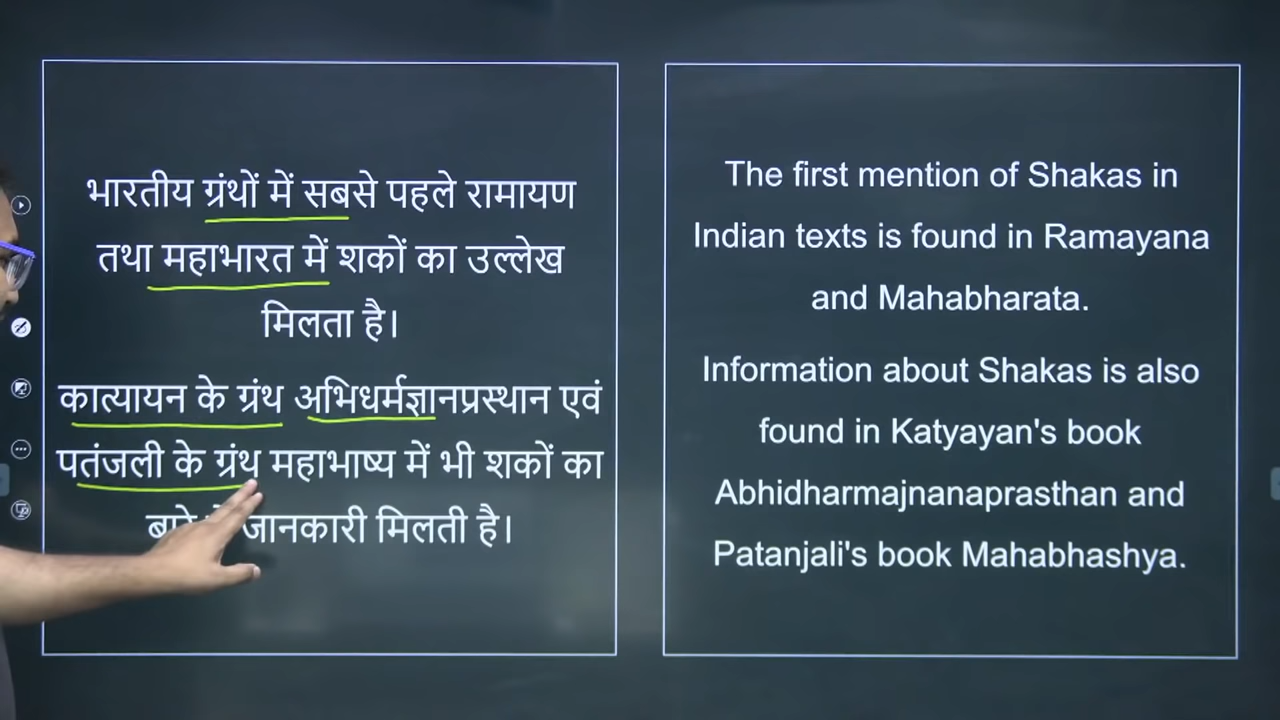 भारतीय ग्रंथों में सबसे पहले रामायण
तथा महाभारत में शकों का उल्लेख
मिलता है।
कात्यायन के ग्रंथ अभिधर्मज्ञानप्रस्थान एवं
पतंजली के ग्रंथ महाभाष्य में भी शकों का
जानकारी मिलती है।
The first mention of Shakas in
Indian texts is found in Ramayana
and Mahabharata.
Information about Shakas is also
found in Katyayan's book
Abhidharmajnanaprasthan and
Patanjali's book Mahabhashya.